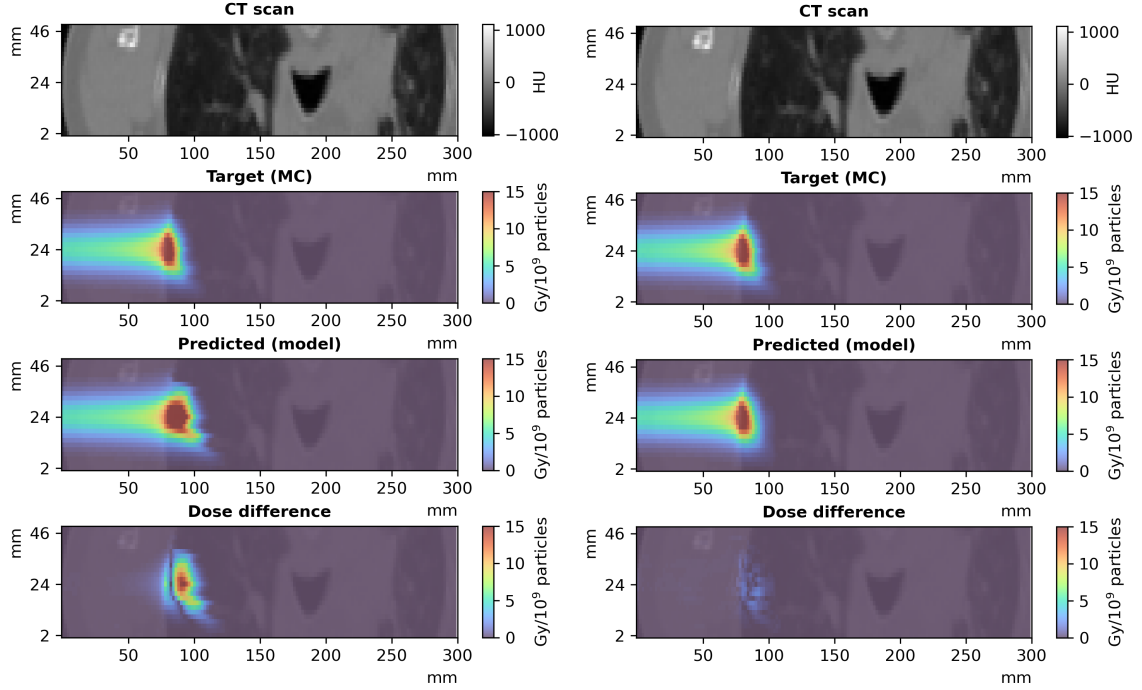 CT scan
46
24
2
mm
50 100 150 200 250 300
mm
1000
0
−1000
HU
Target (MC)
46
24
2
mm
50 100 150 200 250 300
mm
15
10
5
0
Gy/10⁹ particles
Predicted (model)
46
24
2
mm
50 100 150 200 250 300
mm
15
10
5
0
Gy/10⁹ particles
Dose difference
46
24
2
mm
50 100 150 200 250 300
mm
15
10
5
0
Gy/10⁹ particles
CT scan
46
24
2
mm
50 100 150 200 250 300
mm
1000
0
−1000
HU
Target (MC)
46
24
2
mm
50 100 150 200 250 300
mm
15
10
5
0
Gy/10⁹ particles
Predicted (model)
46
24
2
mm
50 100 150 200 250 300
mm
15
10
5
0
Gy/10⁹ particles
Dose difference
46
24
2
mm
50 100 150 200 250 300
mm
15
10
5
0
Gy/10⁹ particles